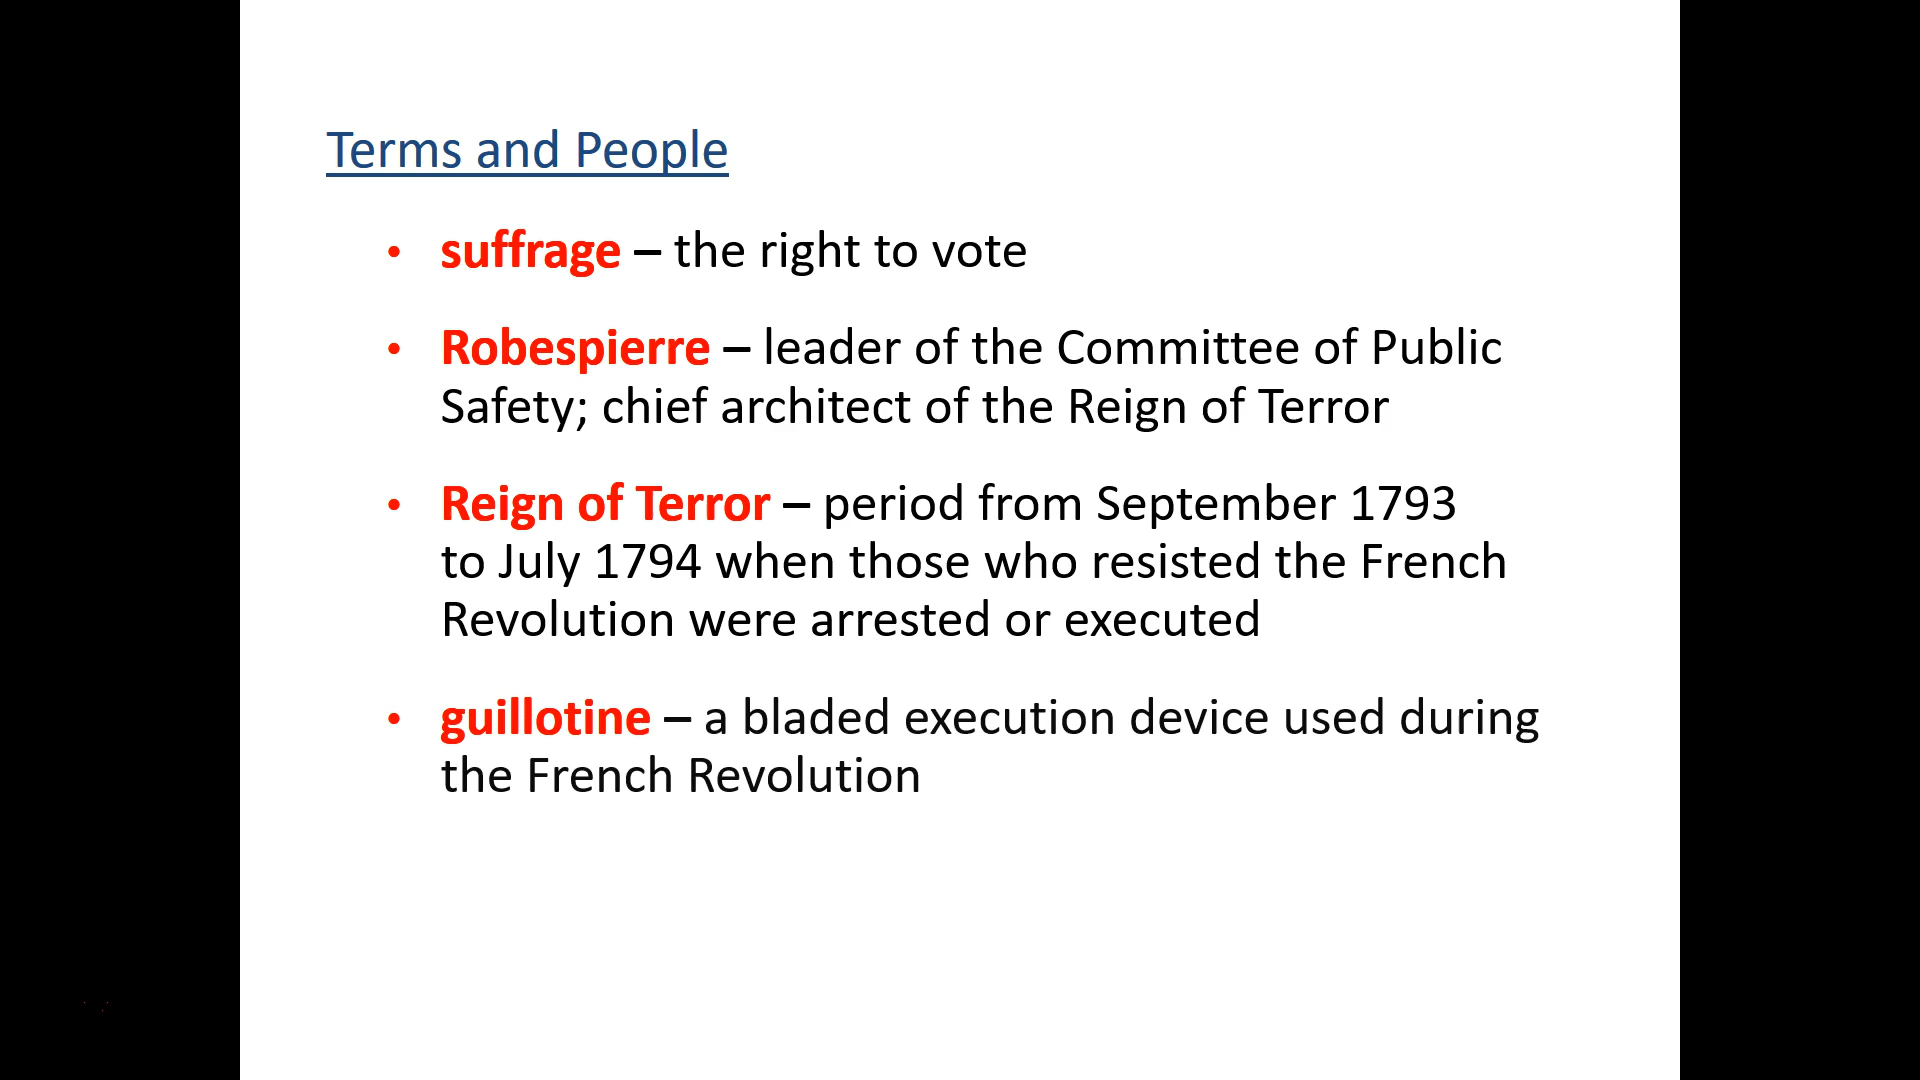 Terms and People
• suffrage – the right to vote
• Robespierre – leader of the Committee of Public
Safety; chief architect of the Reign of Terror
• Reign of Terror – period from September 1793
to July 1794 when those who resisted the French
Revolution were arrested or executed
• guillotine – a bladed execution device used during
the French Revolution